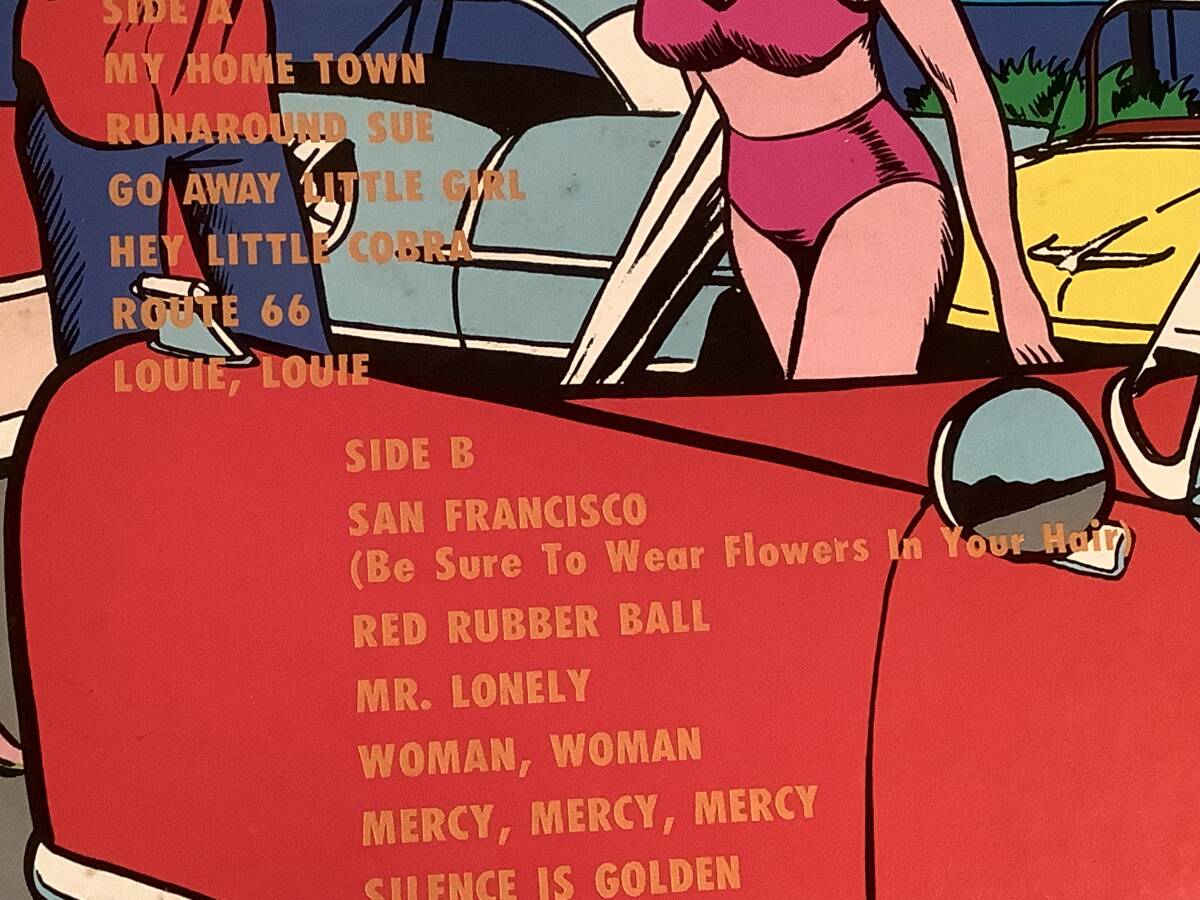 SIDE A
MY HOME TOWN
RUNAROUND SUE
GO AWAY LITTLE GIRL
HEY LITTLE COBRA
ROUTE 66
LOUIE, LOUIE
SIDE B
SAN FRANCISCO
(Be Sure To Wear Flowers In Your Hair)
RED RUBBER BALL
MR. LONELY
WOMAN, WOMAN
MERCY, MERCY, MERCY
SILENCE IS GOLDEN